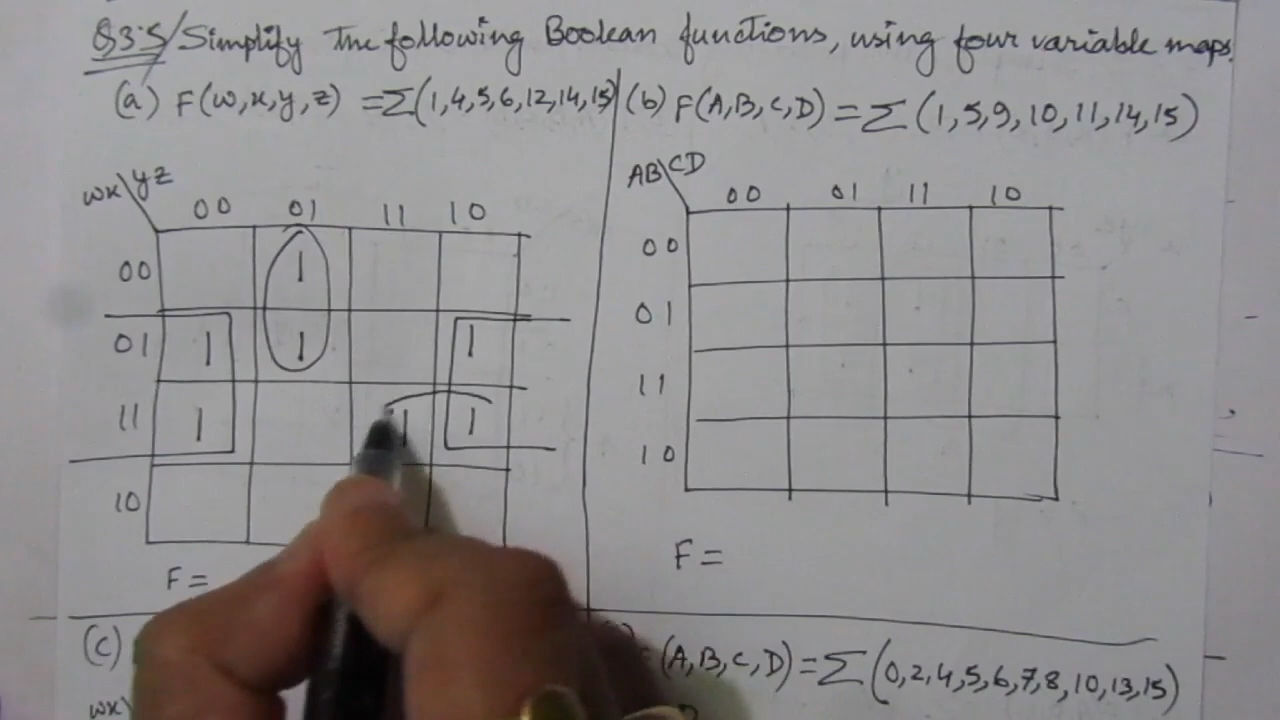 Q3.5/ Simplify The following Boolean functions, using four variable maps.
(a) F(w,x,y,z) = Σ(1,4,5,6,12,14,15)
(b) F(A,B,C,D) = Σ (1,5,9,10,11,14,15)
wx\yz
00 01 11 10
00 1
01 1 1 1
11 1 1 1
10
F =
AB\CD
00 01 11 10
00
01
11
10
F =
(c)
(A,B,C,D) = Σ (0,2,4,5,6,7,8,10,13,15)
wx\